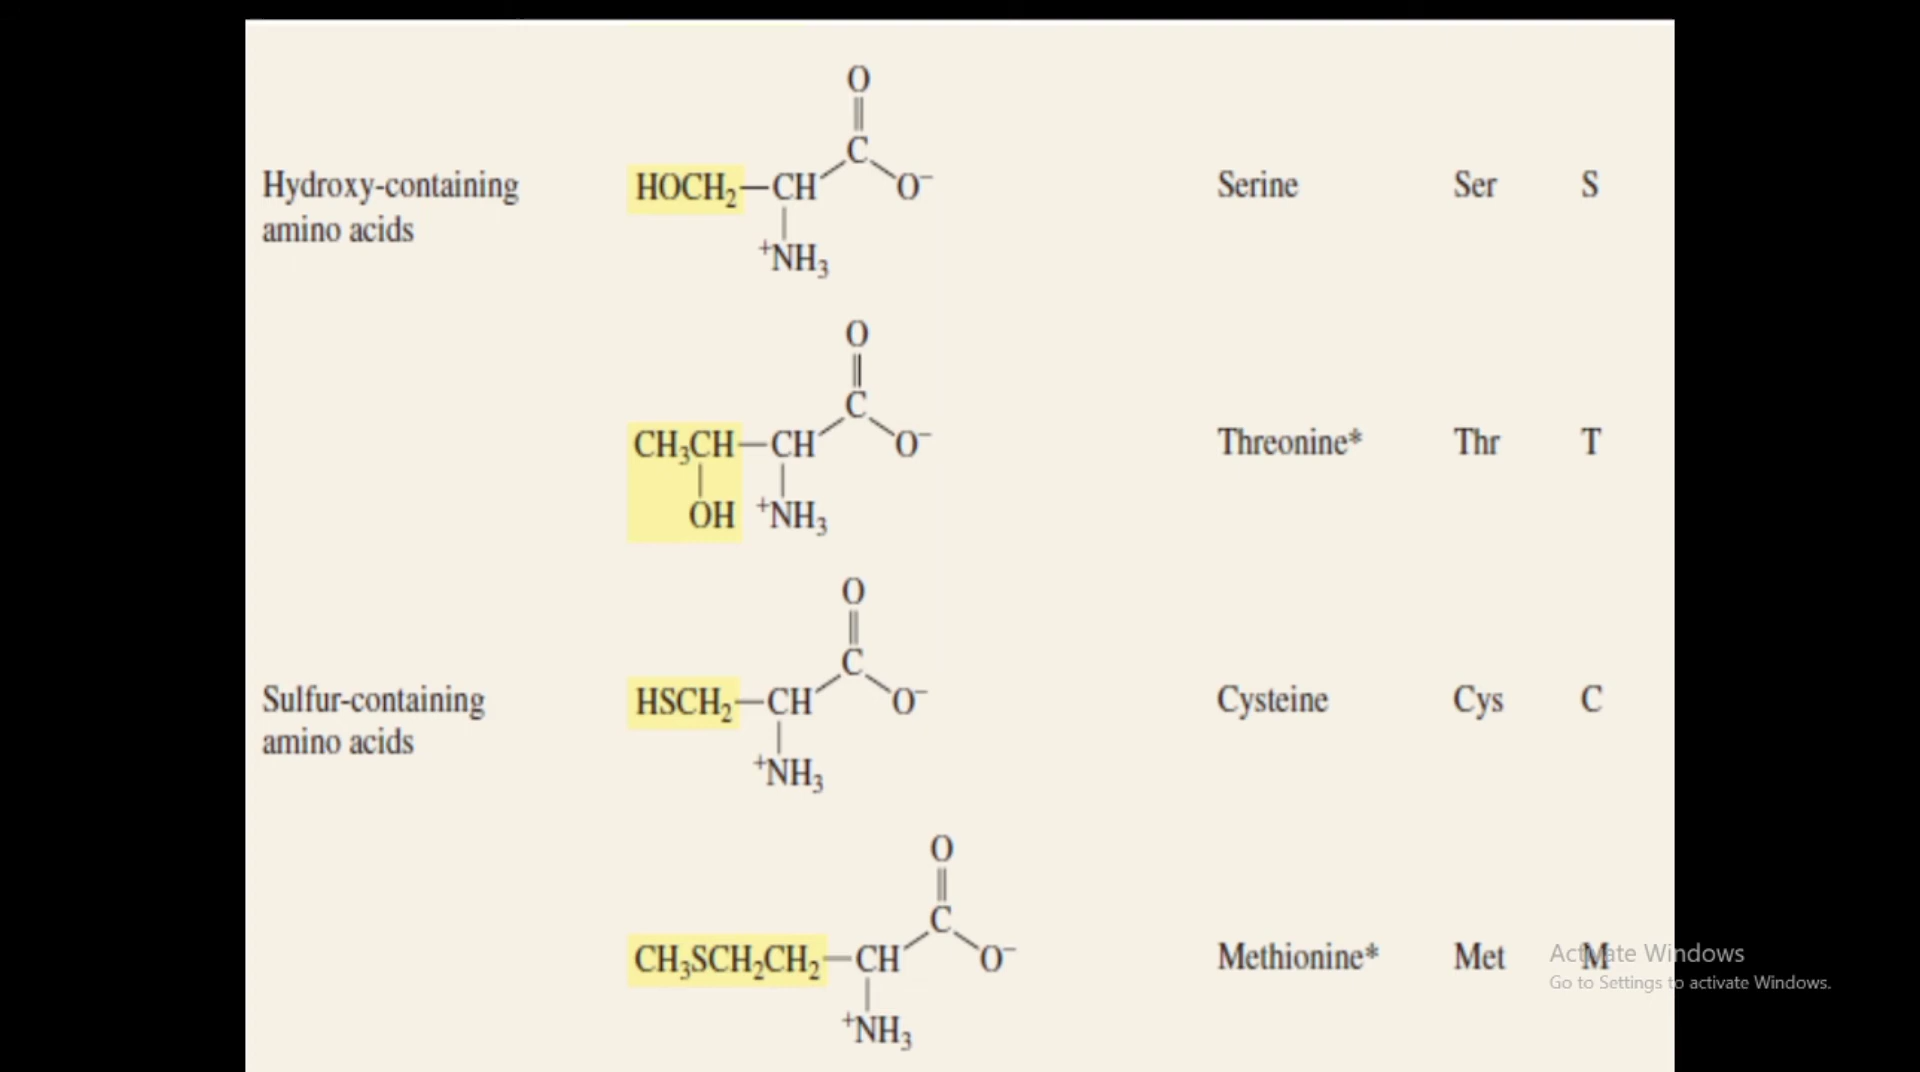 O
||
C
Hydroxy-containing HOCH₂—CH O⁻ Serine Ser S
amino acids
⁺NH₃
O
||
C
CH₃CH—CH O⁻ Threonine* Thr T
OH ⁺NH₃
O
||
C
Sulfur-containing HSCH₂—CH O⁻ Cysteine Cys C
amino acids
⁺NH₃
O
||
C
CH₃SCH₂CH₂—CH O⁻ Methionine* Met M
⁺NH₃
Activate Windows
Go to Settings to activate Windows.